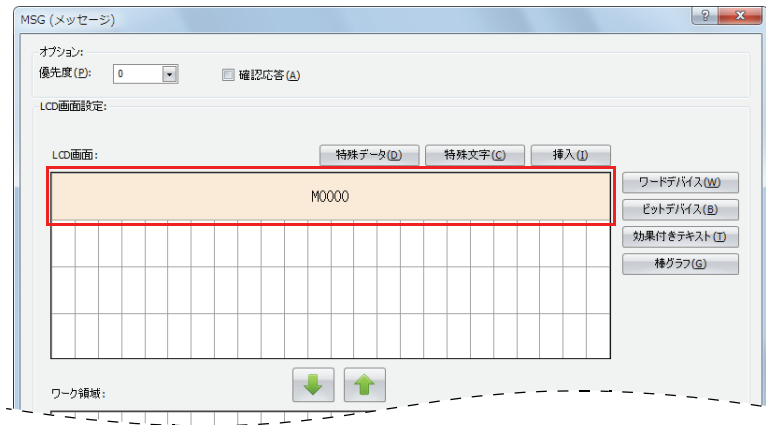 MSG (メッセージ)
オプション:
優先度(P): 0 確認応答(A)
LCD画面設定:
LCD画面: 特殊データ(D) 特殊文字(C) 挿入(I)
M0000
ワードデバイス(W)
ビットデバイス(B)
効果付きテキスト(T)
棒グラフ(G)
ワーク領域: